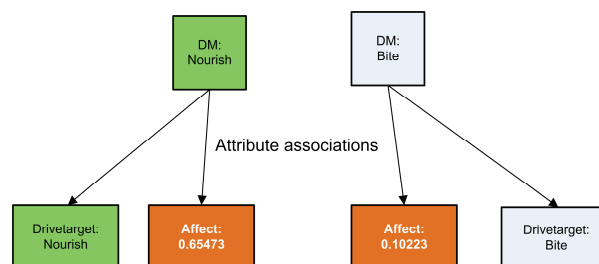 DM:
Nourish
DM:
Bite
Attribute associations
Drivetarget:
Nourish
Affect:
0.65473
Affect:
0.10223
Drivetarget:
Bite